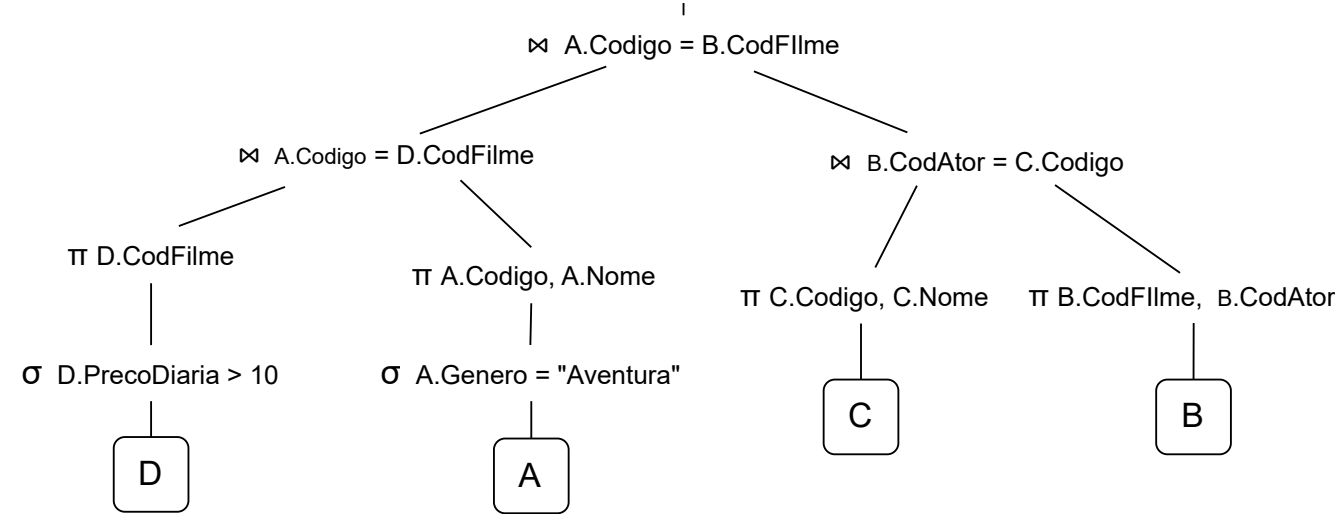 ⋈ A.Codigo = B.CodFIlme
⋈ A.Codigo = D.CodFilme
⋈ B.CodAtor = C.Codigo
π D.CodFilme
π A.Codigo, A.Nome
π C.Codigo, C.Nome
π B.CodFIlme, B.CodAtor
σ D.PrecoDiaria > 10
σ A.Genero = "Aventura"
C
B
D
A